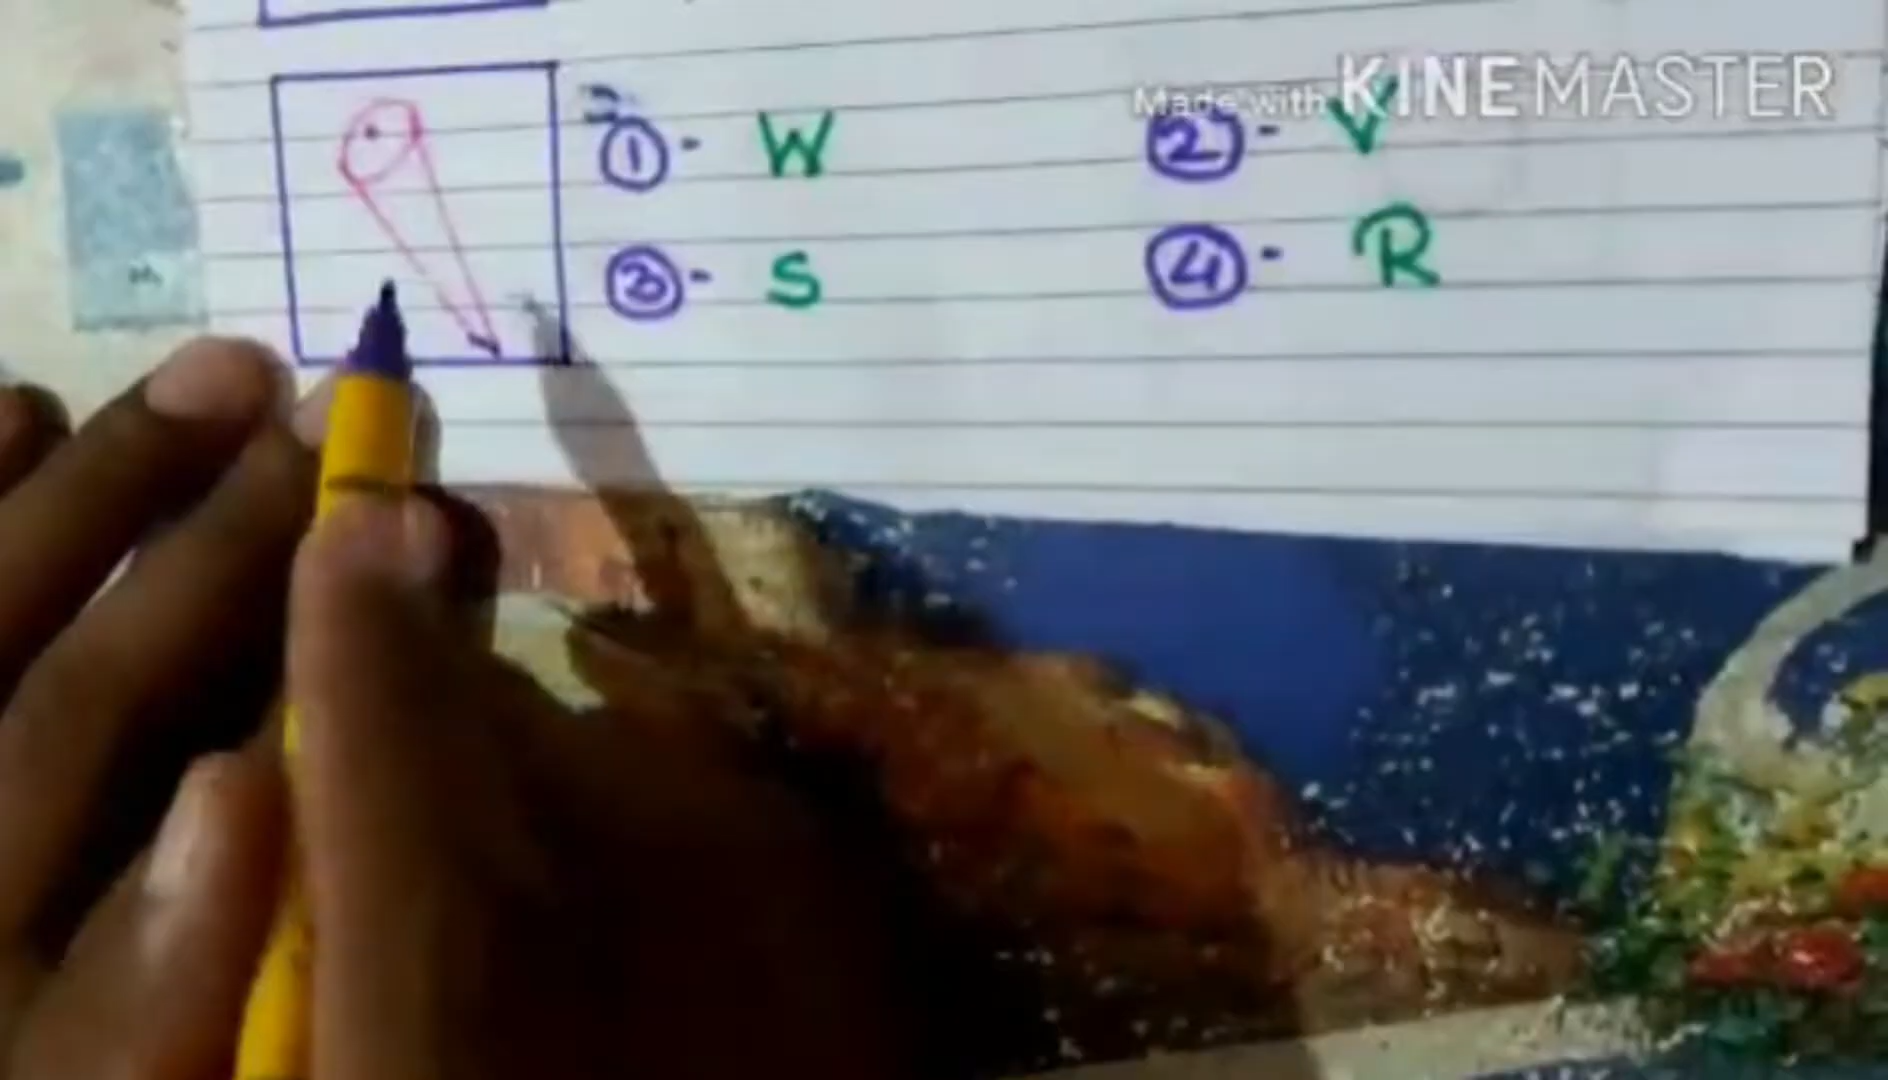 Made with KINEMASTER
① - W ② - V
③ - S ④ - R